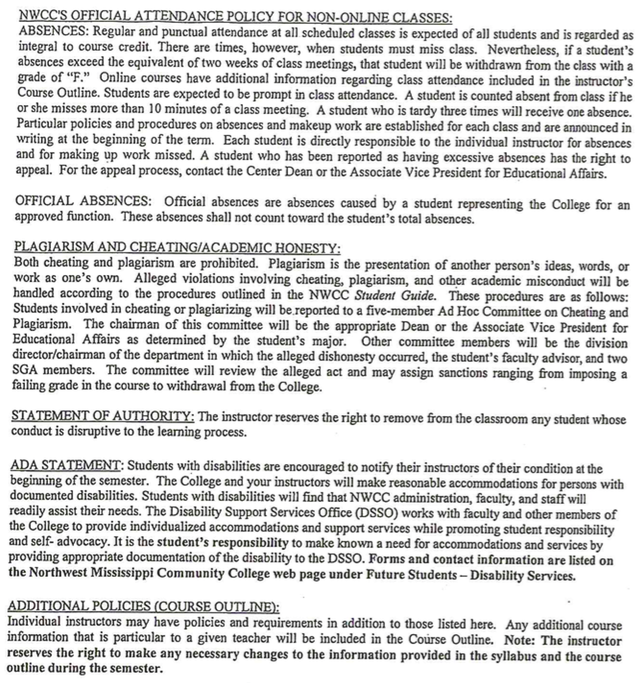 NWCC'S OFFICIAL ATTENDANCE POLICY FOR NON-ONLINE CLASSES:
ABSENCES: Regular and punctual attendance at all scheduled classes is expected of all students and is regarded as
integral to course credit. There are times, however, when students must miss class. Nevertheless, if a student's
absences exceed the equivalent of two weeks of class meetings, that student will be withdrawn from the class with a
grade of "F." Online courses have additional information regarding class attendance included in the instructor's
Course Outline. Students are expected to be prompt in class attendance. A student is counted absent from class if he
or she misses more than 10 minutes of a class meeting. A student who is tardy three times will receive one absence.
Particular policies and procedures on absences and makeup work are established for each class and are announced in
writing at the beginning of the term. Each student is directly responsible to the individual instructor for absences
and for making up work missed. A student who has been reported as having excessive absences has the right to
appeal. For the appeal process, contact the Center Dean or the Associate Vice President for Educational Affairs.
OFFICIAL ABSENCES: Official absences are absences caused by a student representing the College for an
approved function. These absences shall not count toward the student's total absences.
PLAGIARISM AND CHEATING/ACADEMIC HONESTY:
Both cheating and plagiarism are prohibited. Plagiarism is the presentation of another person's ideas, words, or
work as one's own. Alleged violations involving cheating, plagiarism, and other academic misconduct will be
handled according to the procedures outlined in the NWCC Student Guide. These procedures are as follows:
Students involved in cheating or plagiarizing will be reported to a five-member Ad Hoc Committee on Cheating and
Plagiarism. The chairman of this committee will be the appropriate Dean or the Associate Vice President for
Educational Affairs as determined by the student's major. Other committee members will be the division
director/chairman of the department in which the alleged dishonesty occurred, the student's faculty advisor, and two
SGA members. The committee will review the alleged act and may assign sanctions ranging from imposing a
failing grade in the course to withdrawal from the College.
STATEMENT OF AUTHORITY: The instructor reserves the right to remove from the classroom any student whose
conduct is disruptive to the learning process.
ADA STATEMENT: Students with disabilities are encouraged to notify their instructors of their condition at the
beginning of the semester. The College and your instructors will make reasonable accommodations for persons with
documented disabilities. Students with disabilities will find that NWCC administration, faculty, and staff will
readily assist their needs. The Disability Support Services Office (DSSO) works with faculty and other members of
the College to provide individualized accommodations and support services while promoting student responsibility
and self- advocacy. It is the student's responsibility to make known a need for accommodations and services by
providing appropriate documentation of the disability to the DSSO. Forms and contact information are listed on
the Northwest Mississippi Community College web page under Future Students – Disability Services.
ADDITIONAL POLICIES (COURSE OUTLINE):
Individual instructors may have policies and requirements in addition to those listed here. Any additional course
information that is particular to a given teacher will be included in the Course Outline. Note: The instructor
reserves the right to make any necessary changes to the information provided in the syllabus and the course
outline during the semester.